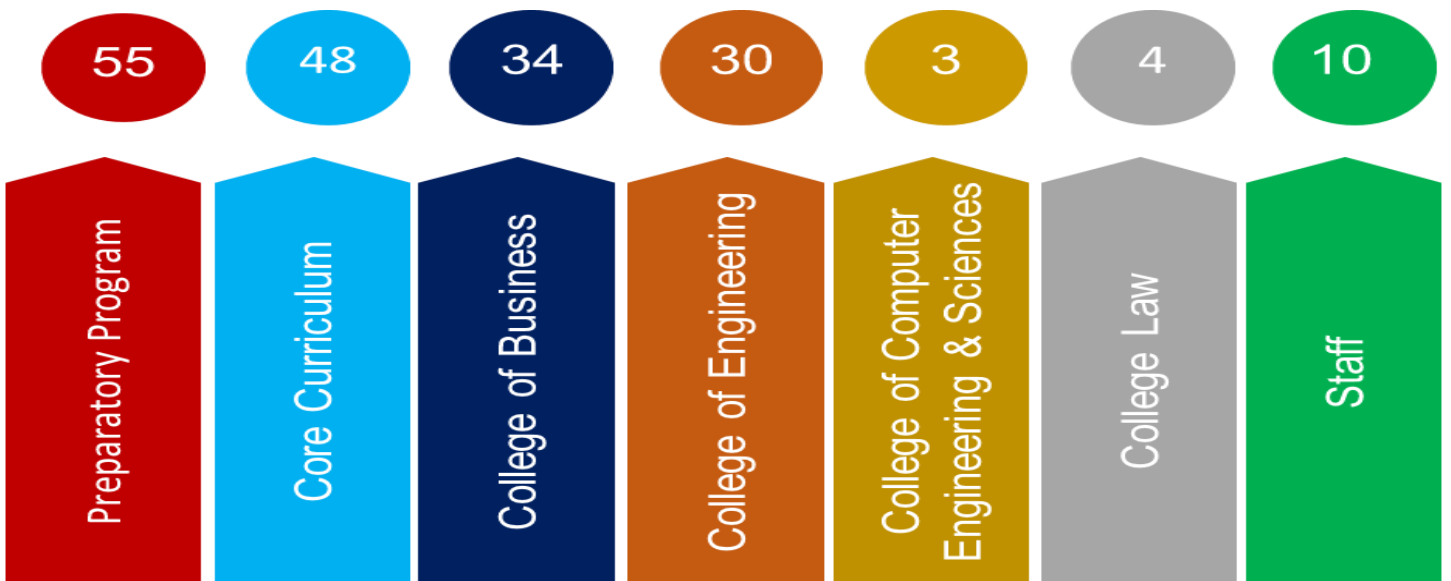 55
48
34
30
3
4
10
Preparatory Program
Core Curriculum
College of Business
College of Engineering
College of Computer
Engineering & Sciences
College Law
Staff